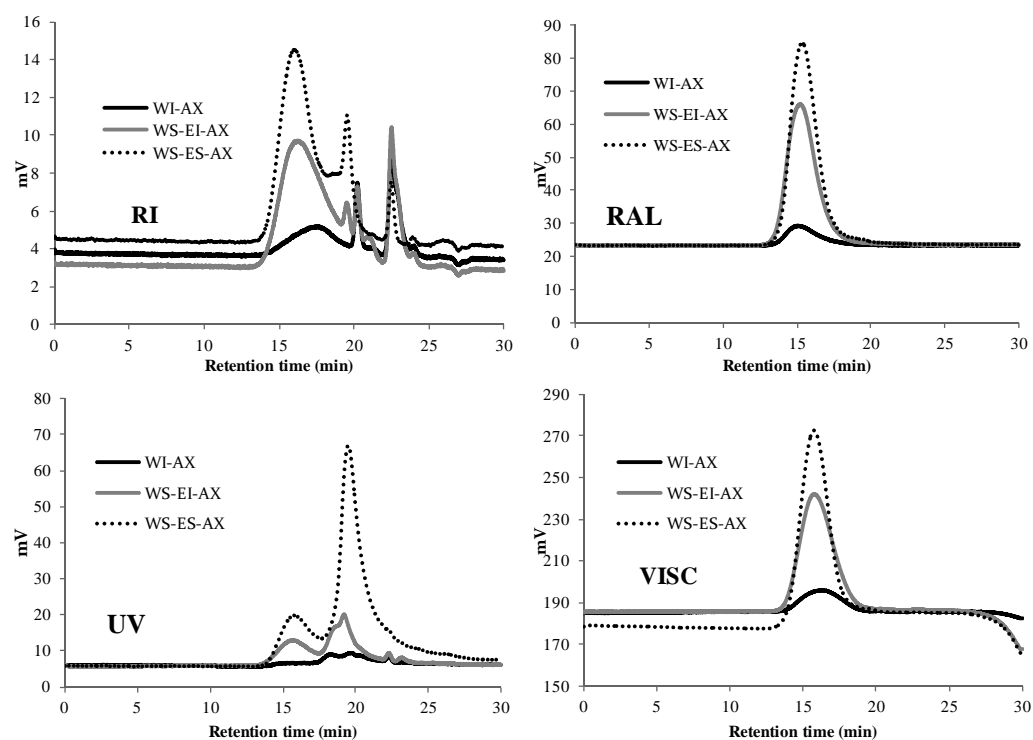 16
14
12
10
8
6
4
2
0
mV
WI-AX
WS-EI-AX
WS-ES-AX
RI
0 5 10 15 20 25 30
Retention time (min)
90
80
70
60
50
40
30
20
10
0
mV
WI-AX
WS-EI-AX
WS-ES-AX
RAL
0 5 10 15 20 25 30
Retention time (min)
80
70
60
50
40
30
20
10
0
mV
WI-AX
WS-EI-AX
WS-ES-AX
UV
0 5 10 15 20 25 30
Retention time (min)
290
270
250
230
210
190
170
150
mV
WI-AX
WS-EI-AX
WS-ES-AX
VISC
0 5 10 15 20 25 30
Retention time (min)